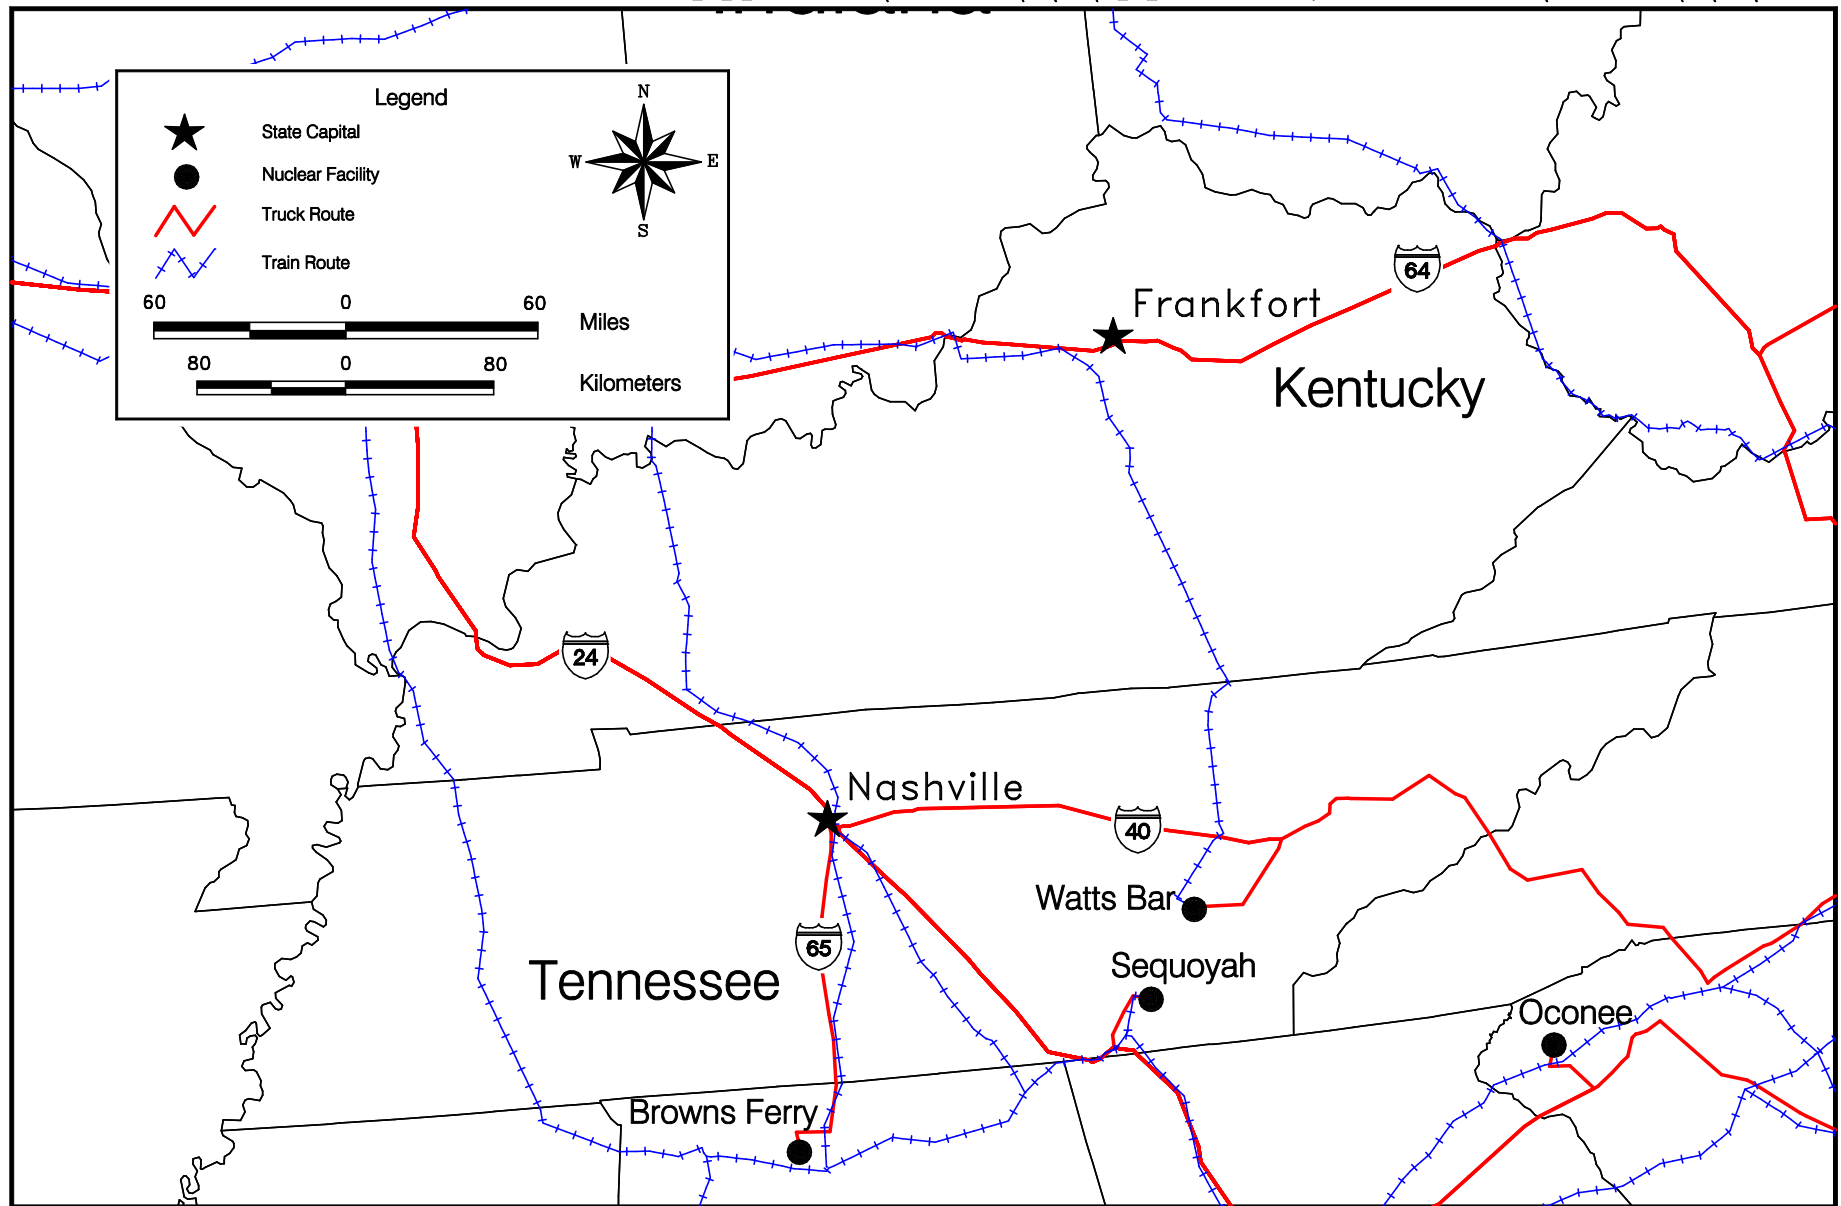 Legend
N
State Capital
W E
Nuclear Facility
Truck Route
S
Train Route
60 0 60
Miles
80 0 80
Kilometers
64
Frankfort
Kentucky
24
Nashville
40
Watts Bar
65
Sequoyah
Tennessee
Oconee
Browns Ferry